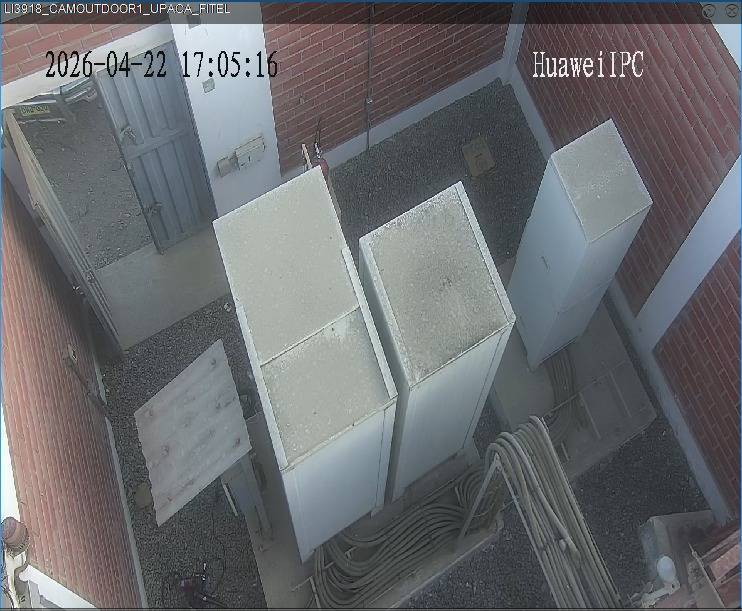 LI3918_CAMOUTDOOR1_UPACA_FITEL
2026-04-22 17:05:16
HuaweiIPC